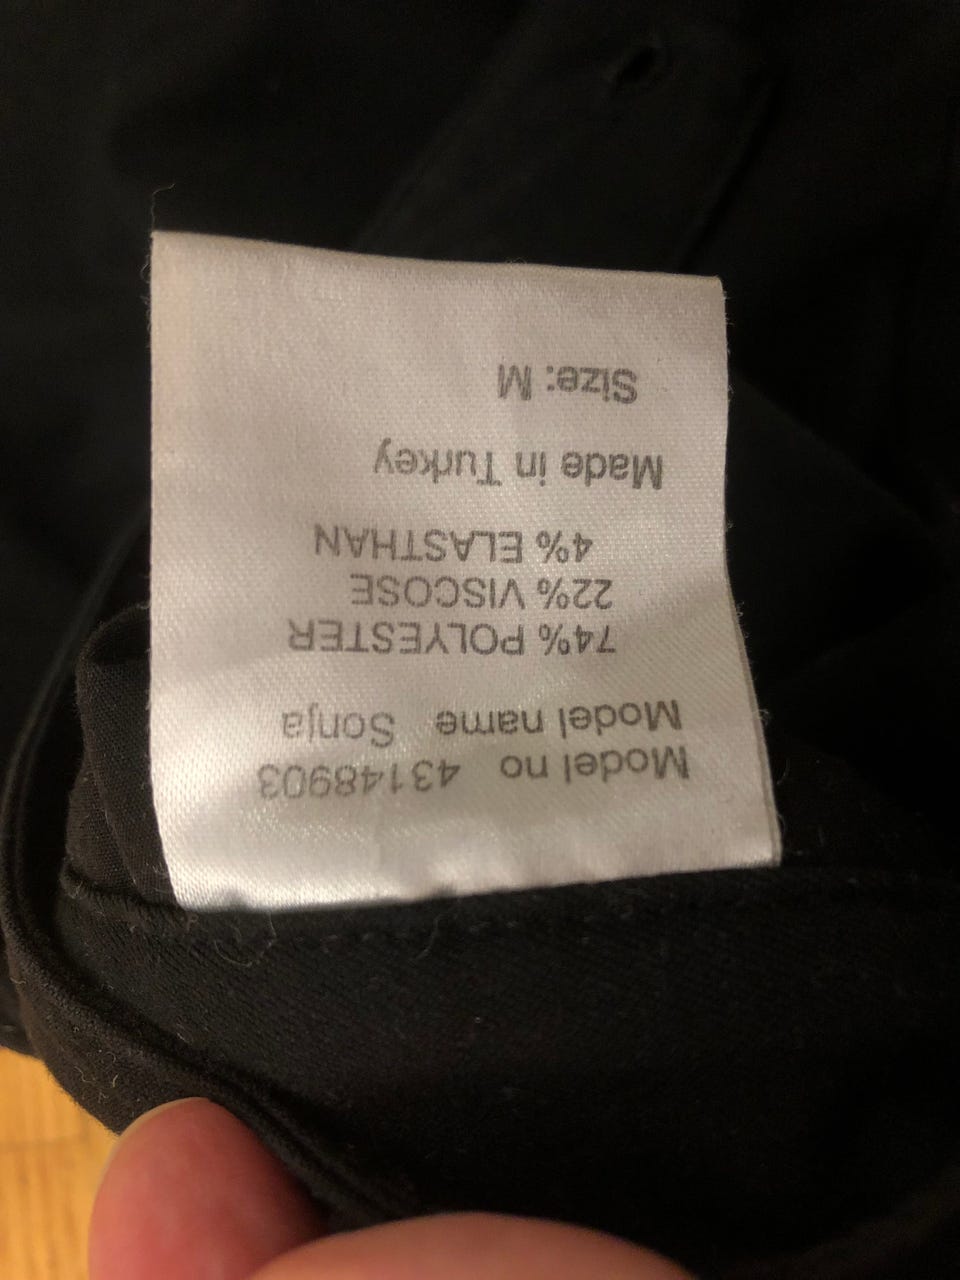 Model no 43148903
Model name Sonja
74% POLYESTER
22% VISCOSE
4% ELASTHAN
Made in Turkey
Size: M